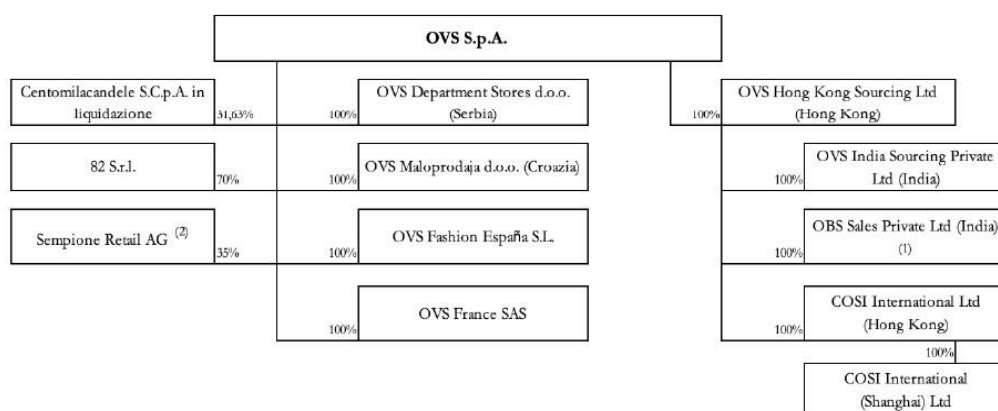 OVS S.p.A.
Centomilacandele S.C.p.A. in
liquidazione
31,63%
100%
OVS Department Stores d.o.o.
(Serbia)
100%
OVS Hong Kong Sourcing Ltd
(Hong Kong)
82 S.r.l.
70%
100%
OVS Maloprodaja d.o.o. (Croazia)
100%
OVS India Sourcing Private
Ltd (India)
Sempione Retail AG (2)
35%
100%
OVS Fashion España S.L.
100%
OBS Sales Private Ltd (India)
(1)
100%
OVS France SAS
100%
COSI International Ltd
(Hong Kong)
100%
COSI International
(Shanghai) Ltd